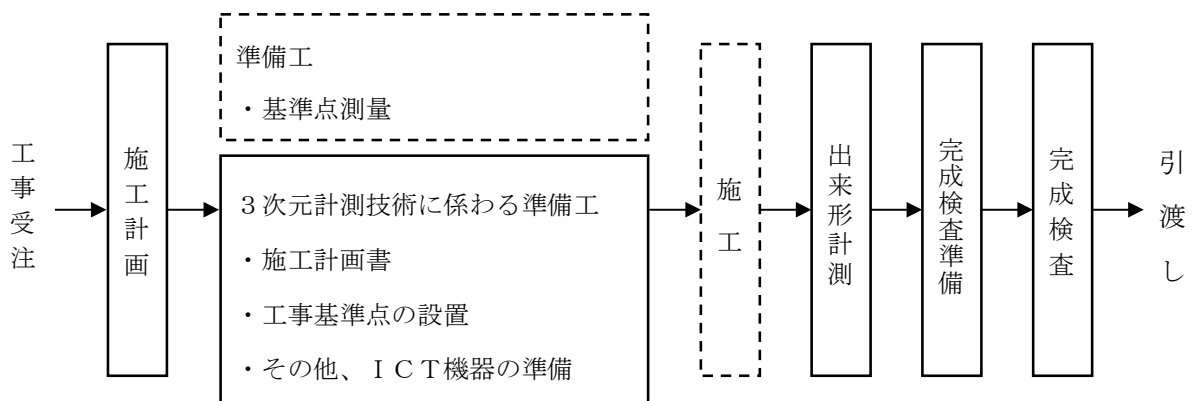 工事受注
施工計画
準備工
・基準点測量
３次元計測技術に係わる準備工
・施工計画書
・工事基準点の設置
・その他、ＩＣＴ機器の準備
施工
出来形計測
完成検査準備
完成検査
引渡し